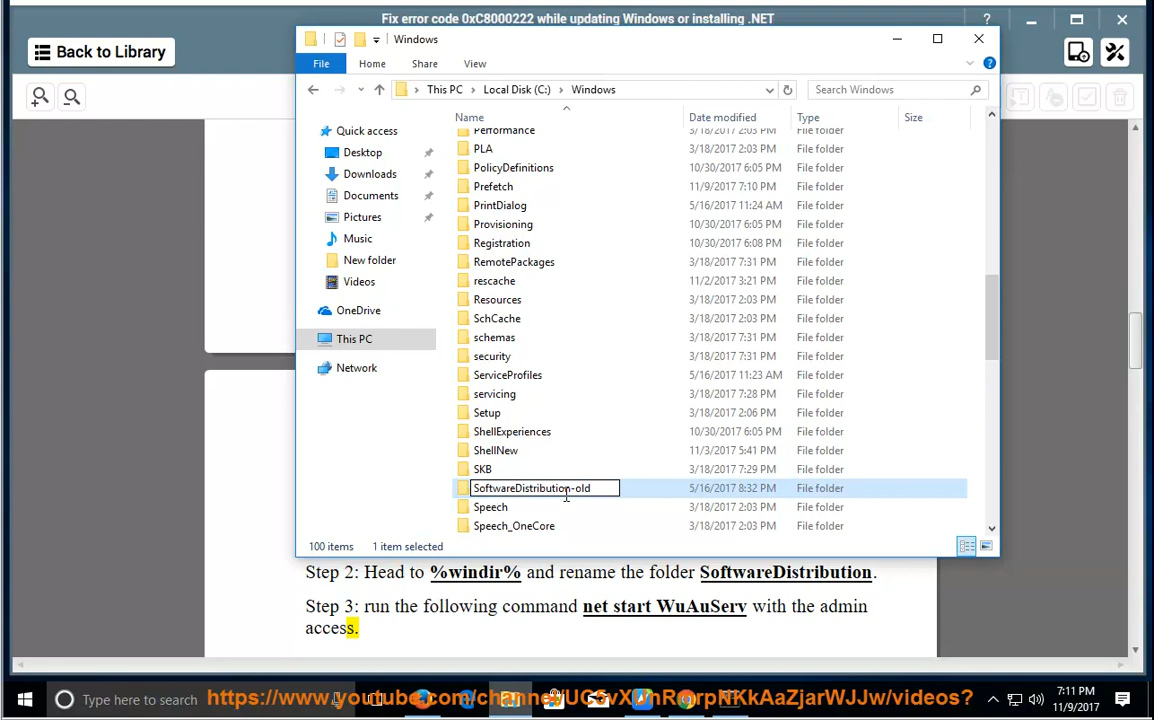 Fix error code 0xC8000222 while updating Windows or installing .NET
Back to Library
Windows
File Home Share View
This PC > Local Disk (C:) > Windows
Search Windows
Name Date modified Type Size
Quick access
Desktop
Downloads
Documents
Pictures
Music
New folder
Videos
OneDrive
This PC
Network
Performance 3/18/2017 2:03 PM File folder
PLA 3/18/2017 2:03 PM File folder
PolicyDefinitions 10/30/2017 6:05 PM File folder
Prefetch 11/9/2017 7:10 PM File folder
PrintDialog 5/16/2017 11:24 AM File folder
Provisioning 10/30/2017 6:05 PM File folder
Registration 10/30/2017 6:08 PM File folder
RemotePackages 3/18/2017 7:31 PM File folder
rescache 11/2/2017 3:21 PM File folder
Resources 3/18/2017 2:03 PM File folder
SchCache 3/18/2017 2:03 PM File folder
schemas 3/18/2017 7:31 PM File folder
security 3/18/2017 7:31 PM File folder
ServiceProfiles 5/16/2017 11:23 AM File folder
servicing 3/18/2017 7:28 PM File folder
Setup 3/18/2017 2:06 PM File folder
ShellExperiences 10/30/2017 6:05 PM File folder
ShellNew 11/3/2017 5:41 PM File folder
SKB 3/18/2017 7:29 PM File folder
SoftwareDistribution-old 5/16/2017 8:32 PM File folder
Speech 3/18/2017 2:03 PM File folder
Speech_OneCore 3/18/2017 2:03 PM File folder
100 items 1 item selected
Step 2: Head to %windir% and rename the folder SoftwareDistribution.
Step 3: run the following command net start WuAuServ with the admin
access.
Type here to search
7:11 PM
11/9/2017